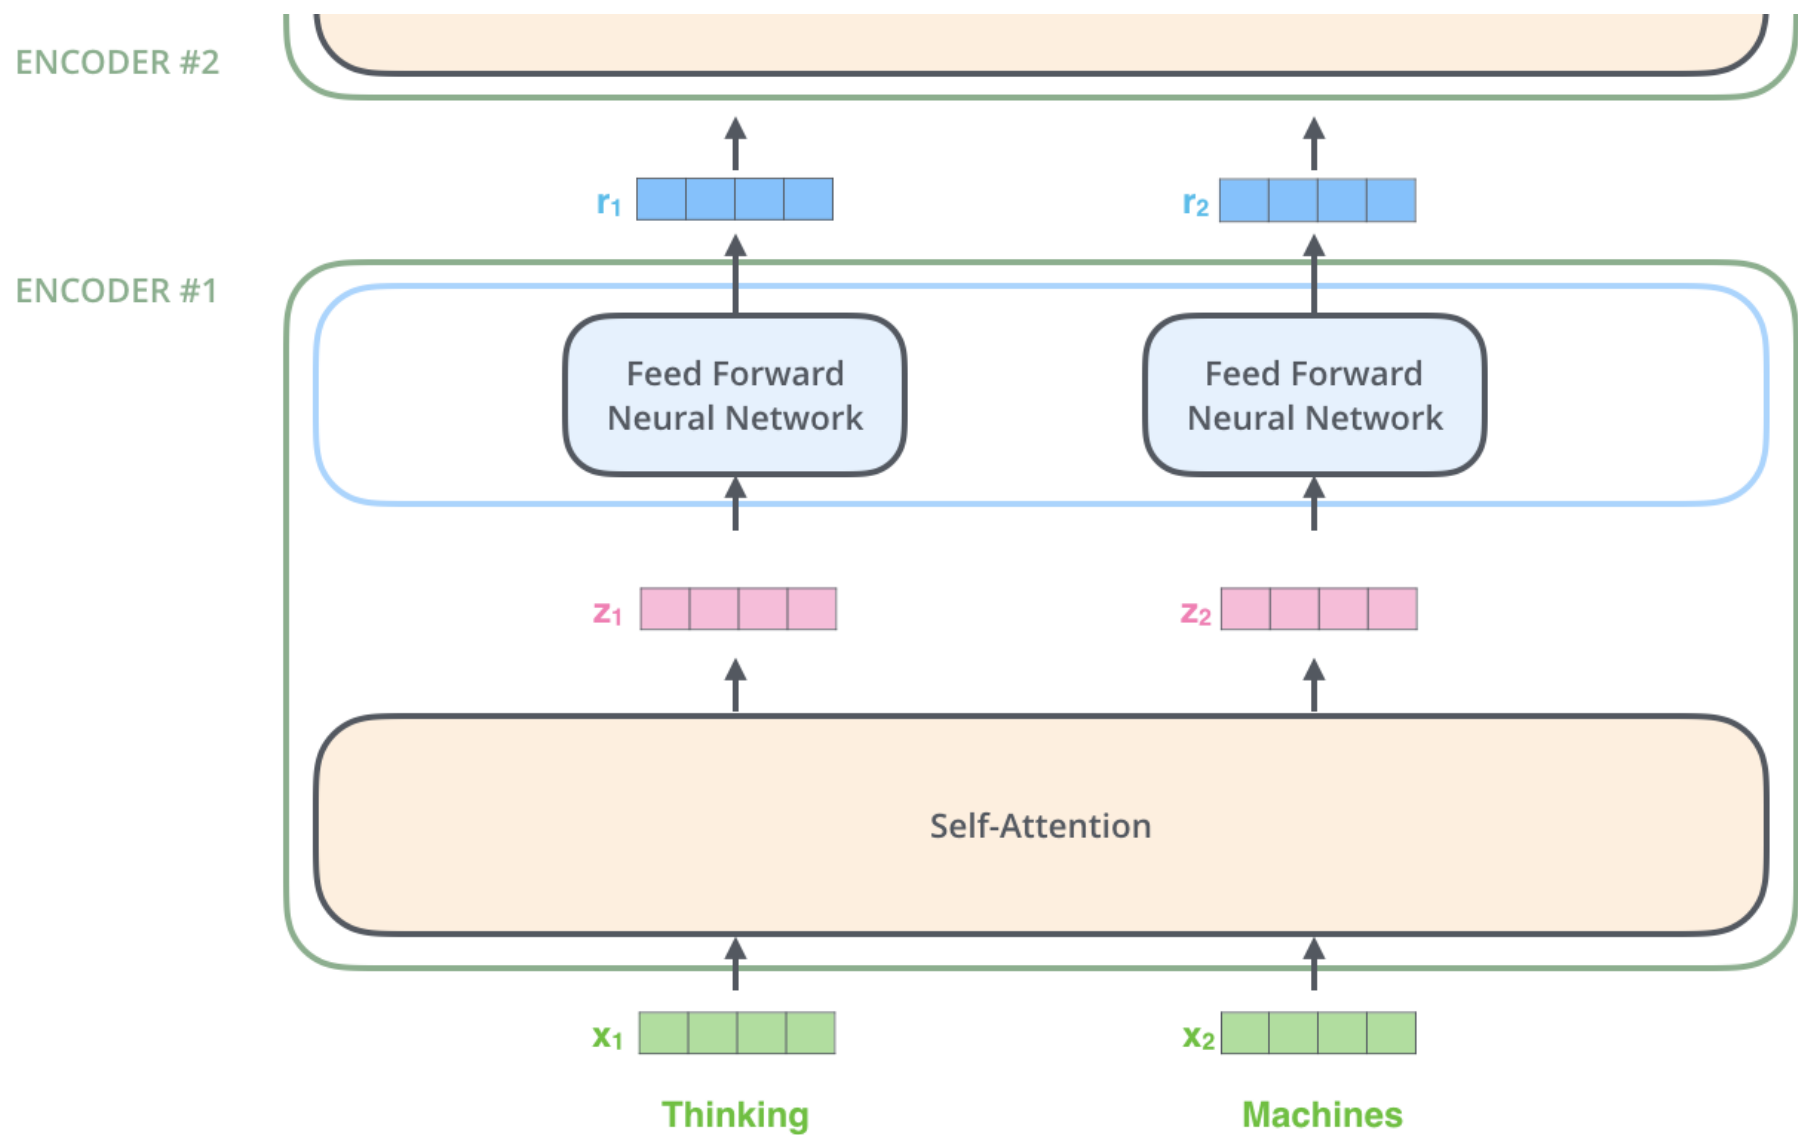 ENCODER #2
r1
r2
ENCODER #1
Feed Forward
Neural Network
Feed Forward
Neural Network
z1
z2
Self-Attention
x1
x2
Thinking
Machines